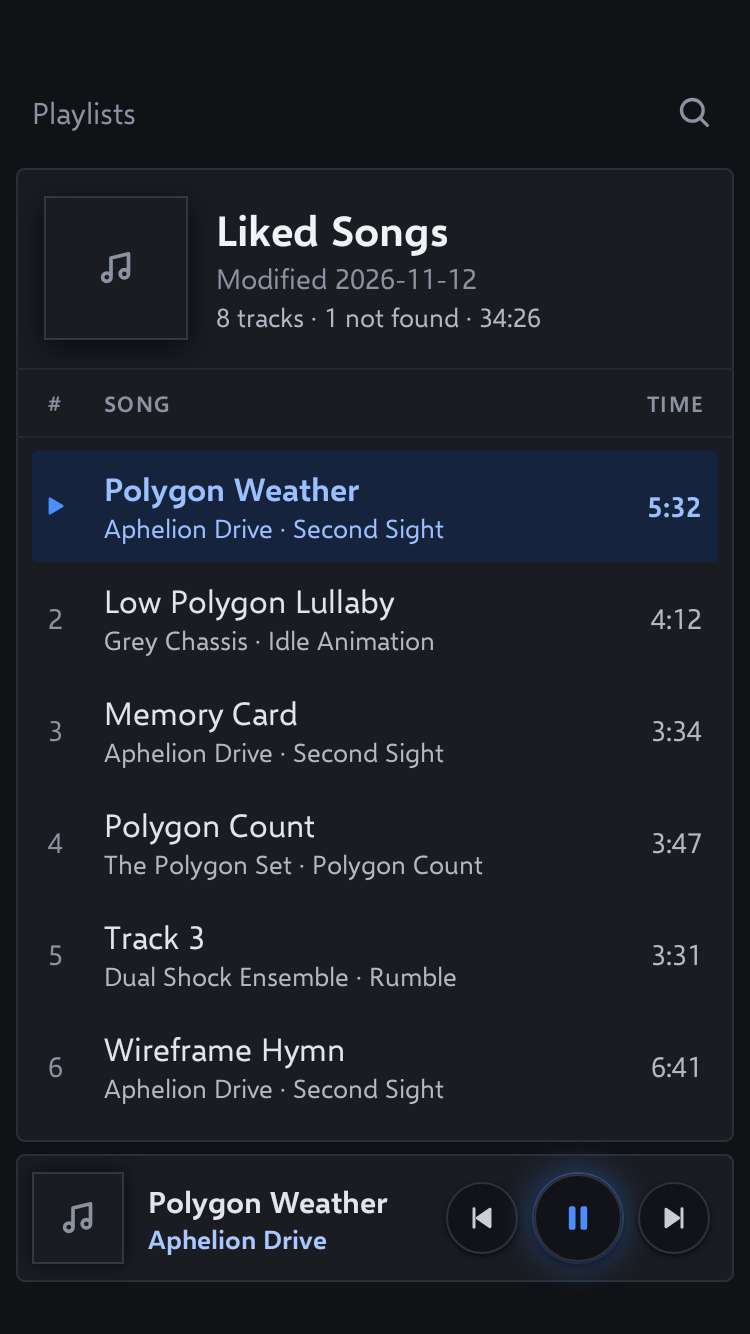 Playlists
Liked Songs
Modified 2026-11-12
8 tracks · 1 not found · 34:26
# SONG TIME
Polygon Weather
Aphelion Drive · Second Sight
5:32
2
Low Polygon Lullaby
Grey Chassis · Idle Animation
4:12
3
Memory Card
Aphelion Drive · Second Sight
3:34
4
Polygon Count
The Polygon Set · Polygon Count
3:47
5
Track 3
Dual Shock Ensemble · Rumble
3:31
6
Wireframe Hymn
Aphelion Drive · Second Sight
6:41
Polygon Weather
Aphelion Drive